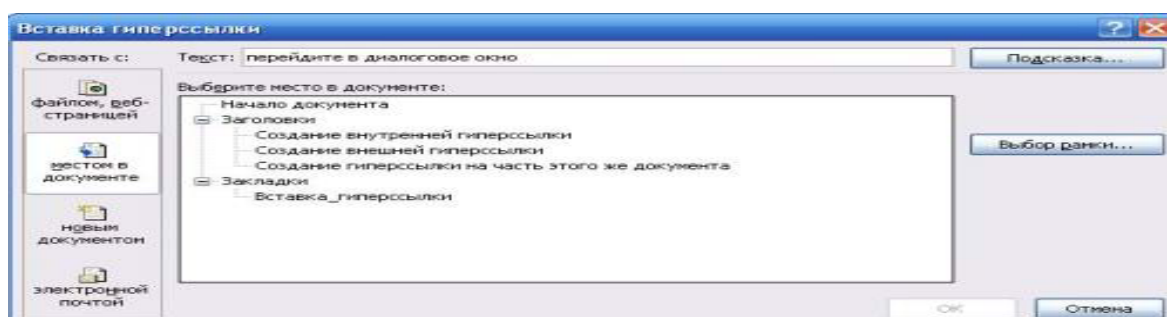 Вставка гиперссылки
Связать с:
Текст: перейдите в диалоговое окно
Подсказка...
Выберите место в документе:
файлом, веб-
страницей
Начало документа
Заголовки
Создание внутренней гиперссылки
Создание внешней гиперссылки
Создание гиперссылки на часть этого же документа
Закладки
Вставка_гиперссылки
местом в
документе
Выбор рамки...
новым
документом
электронной
почтой
ОК
Отмена